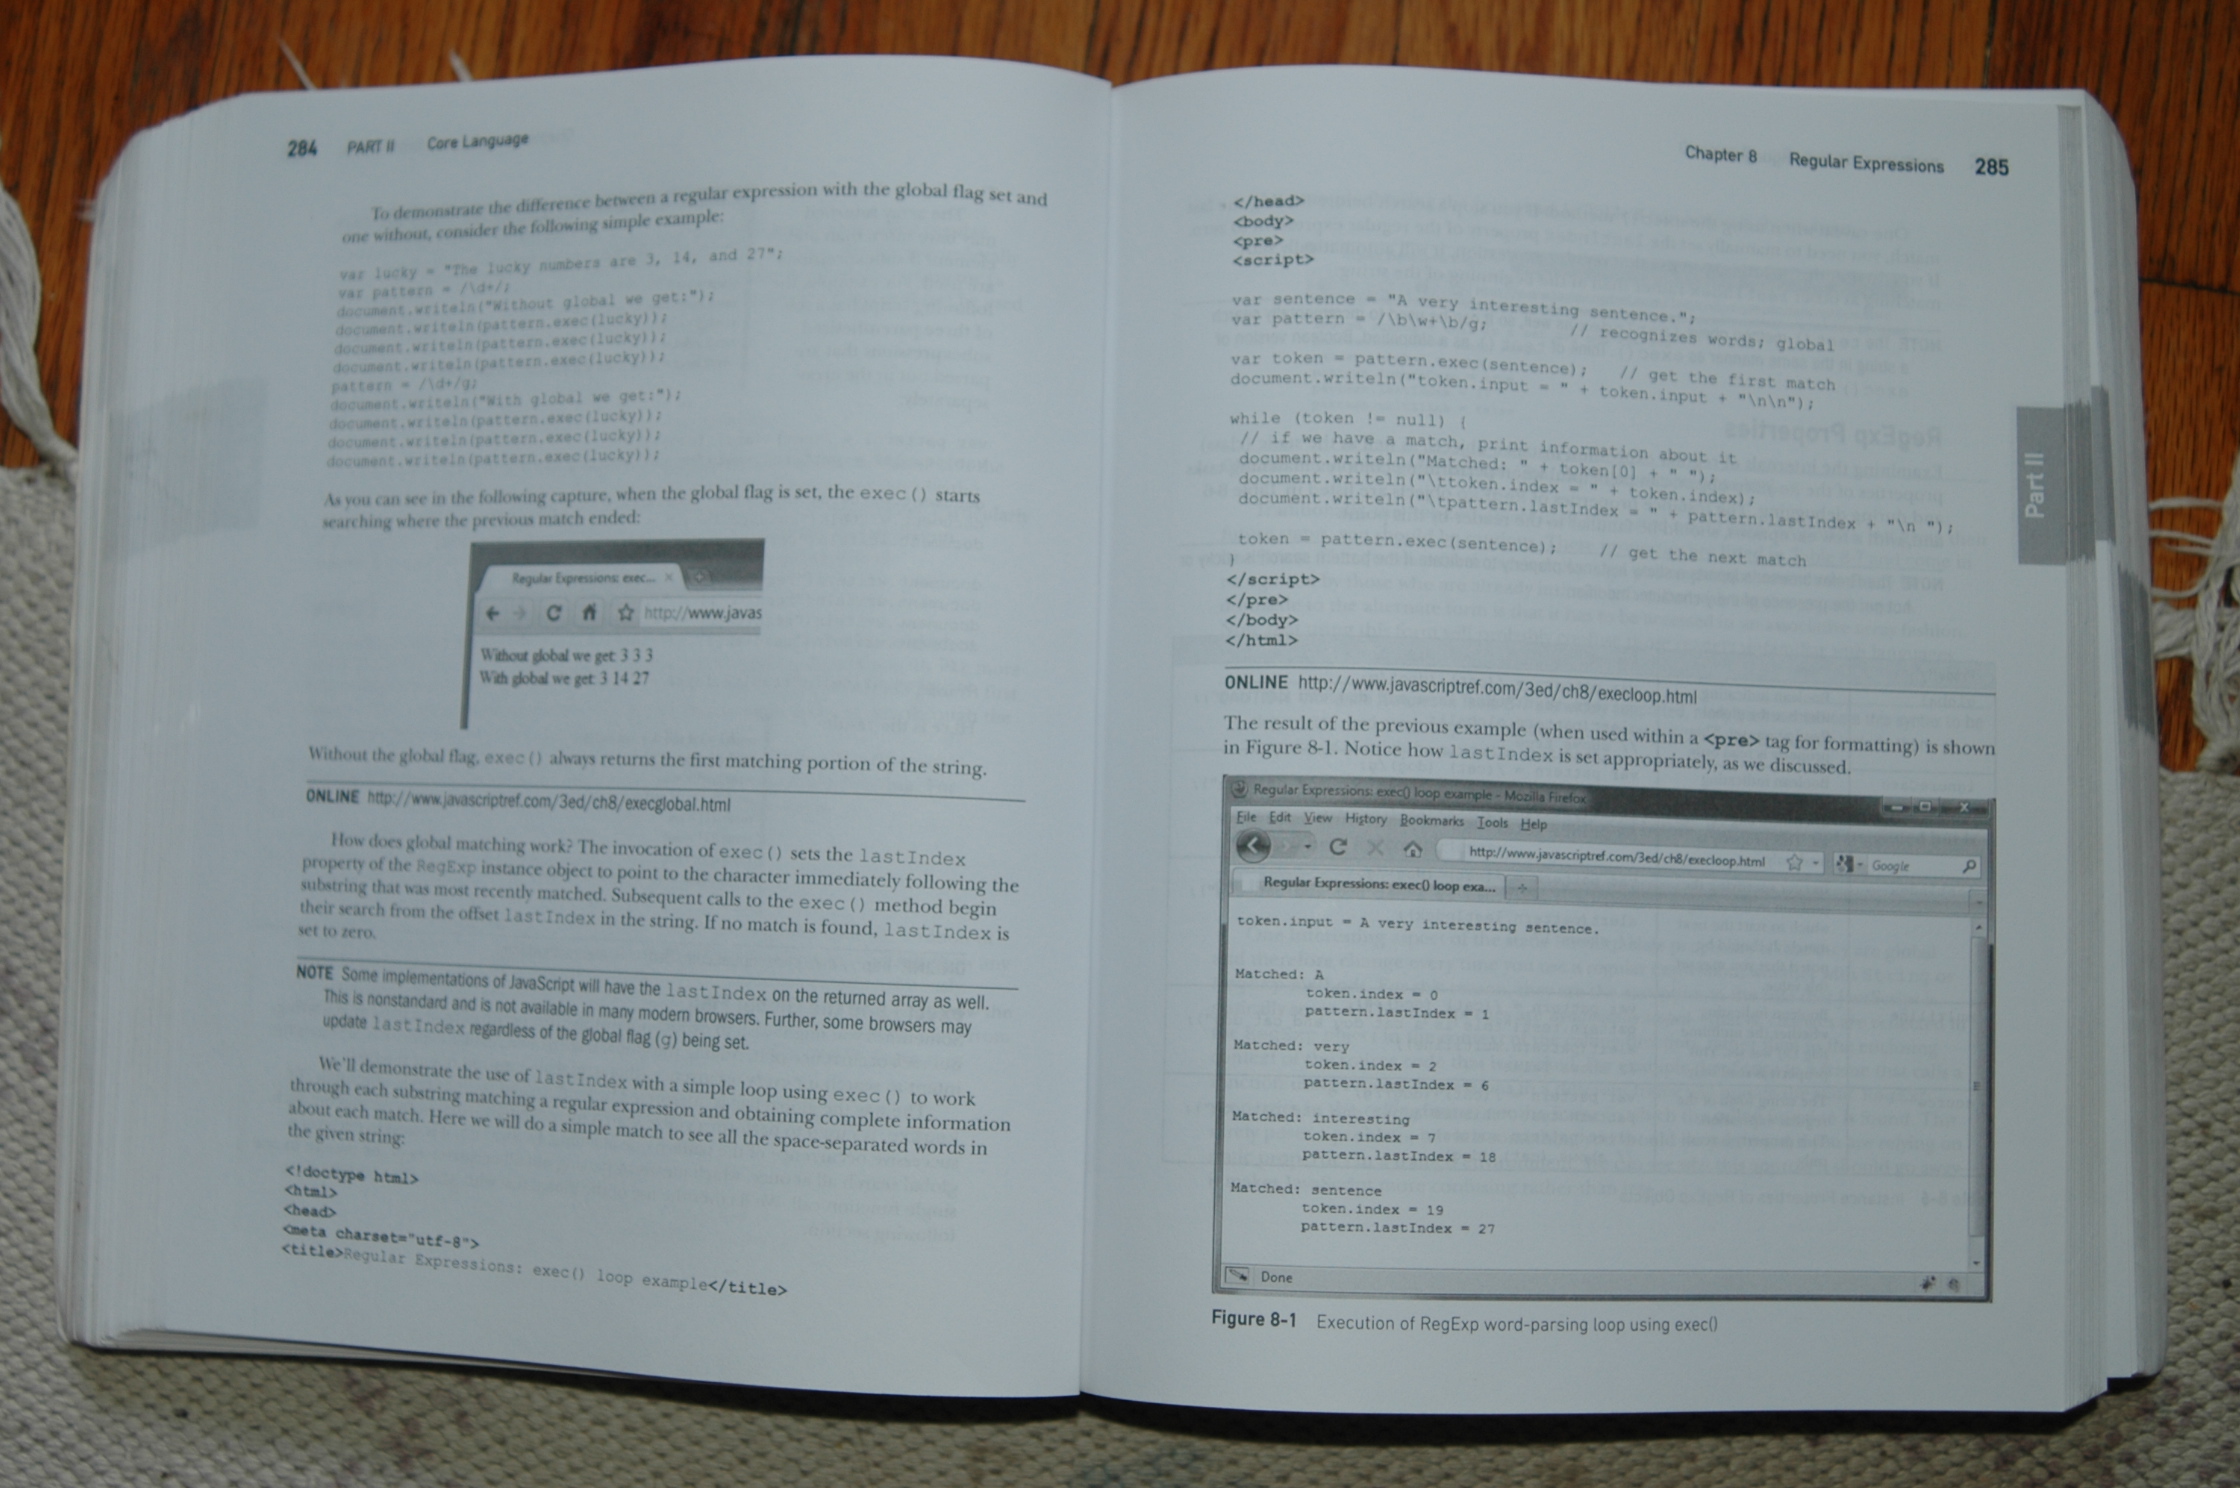 284 PART II Core Language
To demonstrate the difference between a regular expression with the global flag set and
one without, consider the following simple example:
var lucky = "The lucky numbers are 3, 14, and 27";
var pattern = /\d+/;
document.writeln("Without global we get:");
document.writeln(pattern.exec(lucky));
document.writeln(pattern.exec(lucky));
document.writeln(pattern.exec(lucky));
pattern = /\d+/g;
document.writeln("With global we get:");
document.writeln(pattern.exec(lucky));
document.writeln(pattern.exec(lucky));
document.writeln(pattern.exec(lucky));
As you can see in the following capture, when the global flag is set, the exec() starts
searching where the previous match ended:
Regular Expressions: exec... ×
http://www.javas
Without global we get 3 3 3
With global we get 3 14 27
Without the global flag, exec() always returns the first matching portion of the string.
ONLINE http://www.javascriptref.com/3ed/ch8/execglobal.html
How does global matching work? The invocation of exec() sets the lastIndex
property of the RegExp instance object to point to the character immediately following the
substring that was most recently matched. Subsequent calls to the exec() method begin
their search from the offset lastIndex in the string. If no match is found, lastIndex is
set to zero.
NOTE Some implementations of JavaScript will have the lastIndex on the returned array as well.
This is nonstandard and is not available in many modern browsers. Further, some browsers may
update lastIndex regardless of the global flag (g) being set.
We'll demonstrate the use of lastIndex with a simple loop using exec() to work
through each substring matching a regular expression and obtaining complete information
about each match. Here we will do a simple match to see all the space-separated words in
the given string:
<!doctype html>
<html>
<head>
<meta charset="utf-8">
<title>Regular Expressions: exec() loop example</title>
Chapter 8 Regular Expressions 285
</head>
<body>
<pre>
<script>
var sentence = "A very interesting sentence.";
var pattern = /\b\w+\b/g; // recognizes words; global
var token = pattern.exec(sentence); // get the first match
document.writeln("token.input = " + token.input + "\n\n");
while (token != null) {
// if we have a match, print information about it
document.writeln("Matched: " + token[0] + " ");
document.writeln("\ttoken.index = " + token.index);
document.writeln("\tpattern.lastIndex = " + pattern.lastIndex + "\n ");
token = pattern.exec(sentence); // get the next match
}
</script>
</pre>
</body>
</html>
Part II
ONLINE http://www.javascriptref.com/3ed/ch8/execloop.html
The result of the previous example (when used within a <pre> tag for formatting) is shown
in Figure 8-1. Notice how lastIndex is set appropriately, as we discussed.
Regular Expressions: exec() loop example - Mozilla Firefox
File Edit View History Bookmarks Tools Help
http://www.javascriptref.com/3ed/ch8/execloop.html Google
Regular Expressions: exec() loop exa...
token.input = A very interesting sentence.
Matched: A
token.index = 0
pattern.lastIndex = 1
Matched: very
token.index = 2
pattern.lastIndex = 6
Matched: interesting
token.index = 7
pattern.lastIndex = 18
Matched: sentence
token.index = 19
pattern.lastIndex = 27
Done
Figure 8-1 Execution of RegExp word-parsing loop using exec()